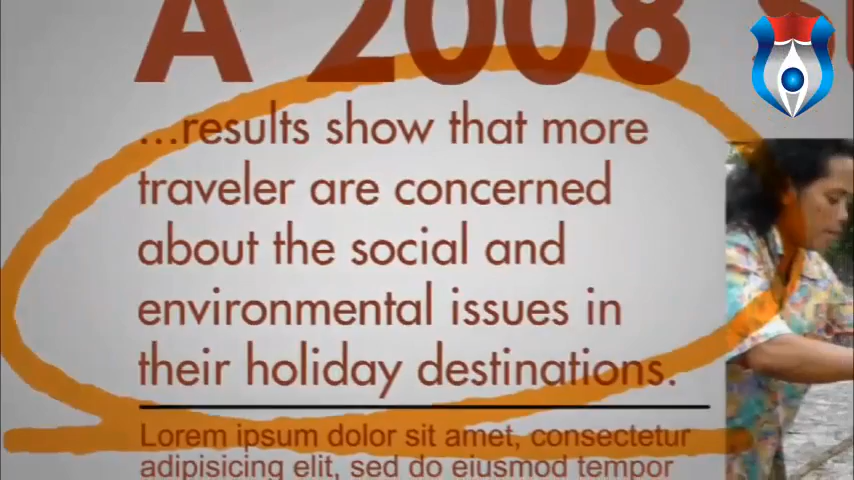 A 2008
...results show that more
traveler are concerned
about the social and
environmental issues in
their holiday destinations.
Lorem ipsum dolor sit amet, consectetur
adipisicing elit, sed do eiusmod tempor